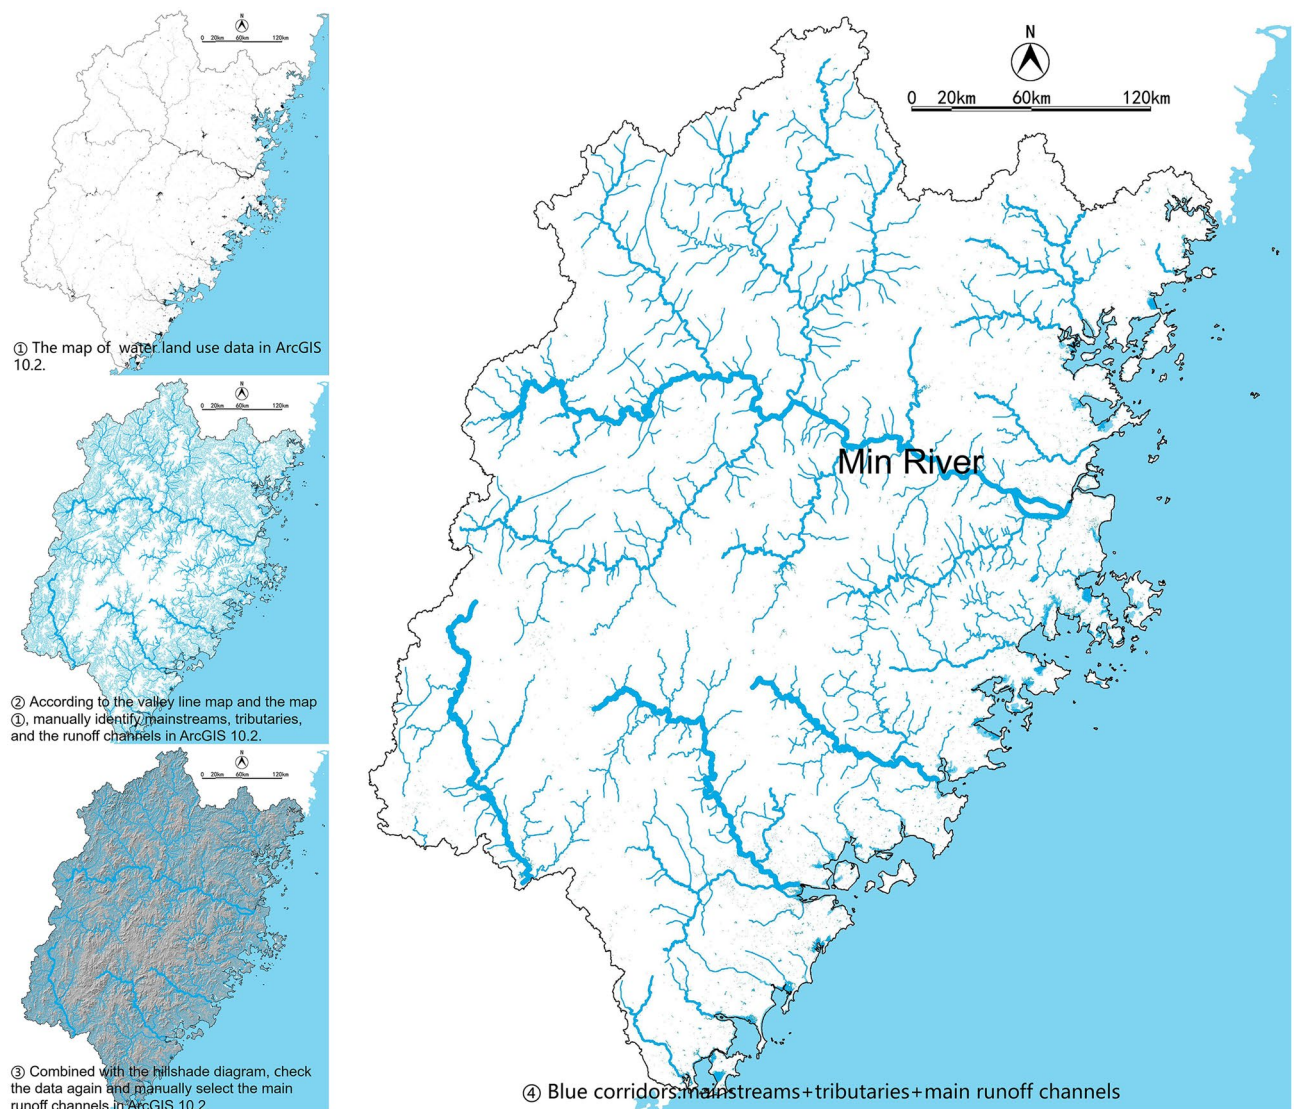 N
0 20km 60km 120km
① The map of water land use data in ArcGIS
10.2.
N
0 20km 60km 120km
② According to the valley line map and the map
①, manually identify mainstreams, tributaries,
and the runoff channels in ArcGIS 10.2.
N
0 20km 60km 120km
③ Combined with the hillshade diagram, check
the data again and manually select the main
runoff channels in ArcGIS 10.2
N
0 20km 60km 120km
Min River
④ Blue corridors:mainstreams+tributaries+main runoff channels